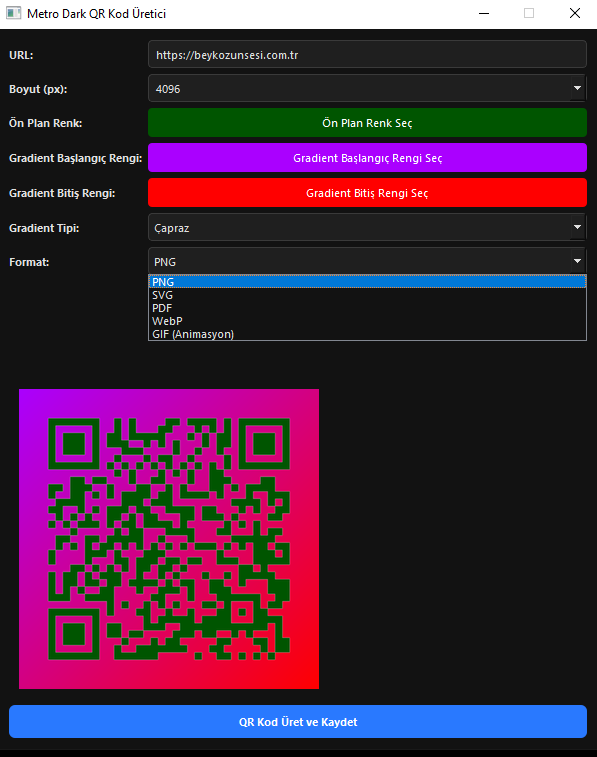 Metro Dark QR Kod Üretici
URL: https://beykozunsesi.com.tr
Boyut (px): 4096
Ön Plan Renk: Ön Plan Renk Seç
Gradient Başlangıç Rengi: Gradient Başlangıç Rengi Seç
Gradient Bitiş Rengi: Gradient Bitiş Rengi Seç
Gradient Tipi: Çapraz
Format: PNG
PNG
SVG
PDF
WebP
GIF (Animasyon)
QR Kod Üret ve Kaydet